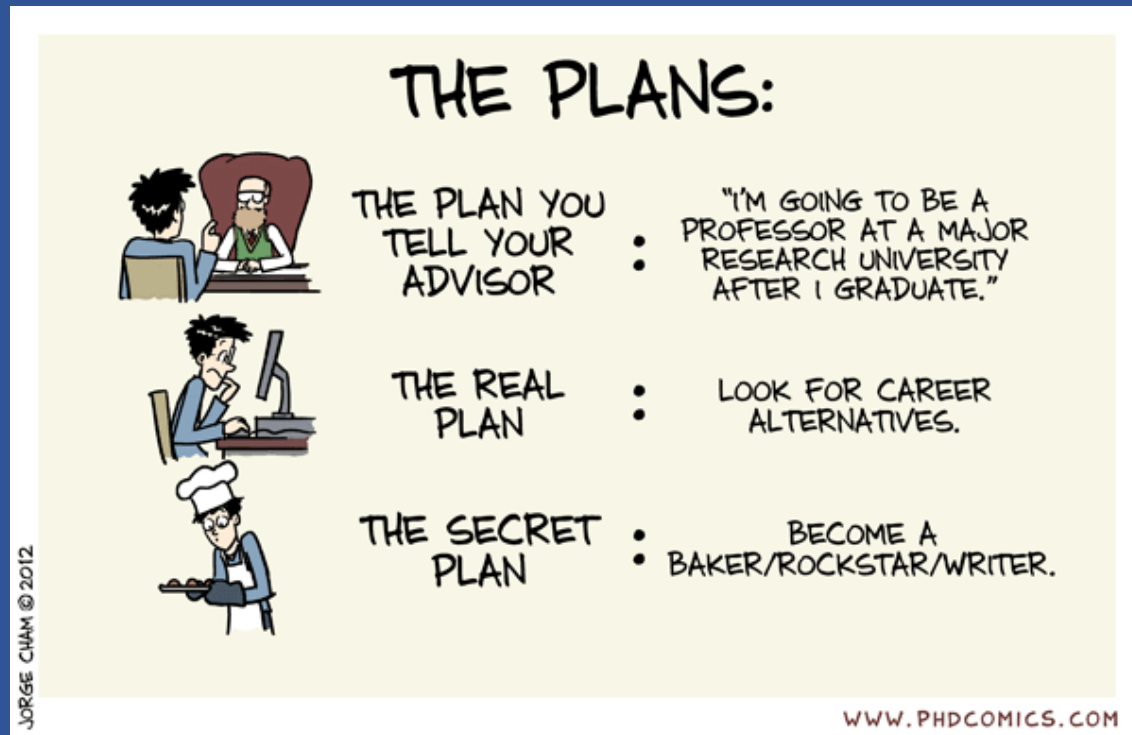 THE PLANS:
THE PLAN YOU
TELL YOUR
ADVISOR
:
"I'M GOING TO BE A
PROFESSOR AT A MAJOR
RESEARCH UNIVERSITY
AFTER I GRADUATE."
THE REAL
PLAN
:
LOOK FOR CAREER
ALTERNATIVES.
THE SECRET
PLAN
:
BECOME A
BAKER/ROCKSTAR/WRITER.
JORGE CHAM © 2012
WWW.PHDCOMICS.COM